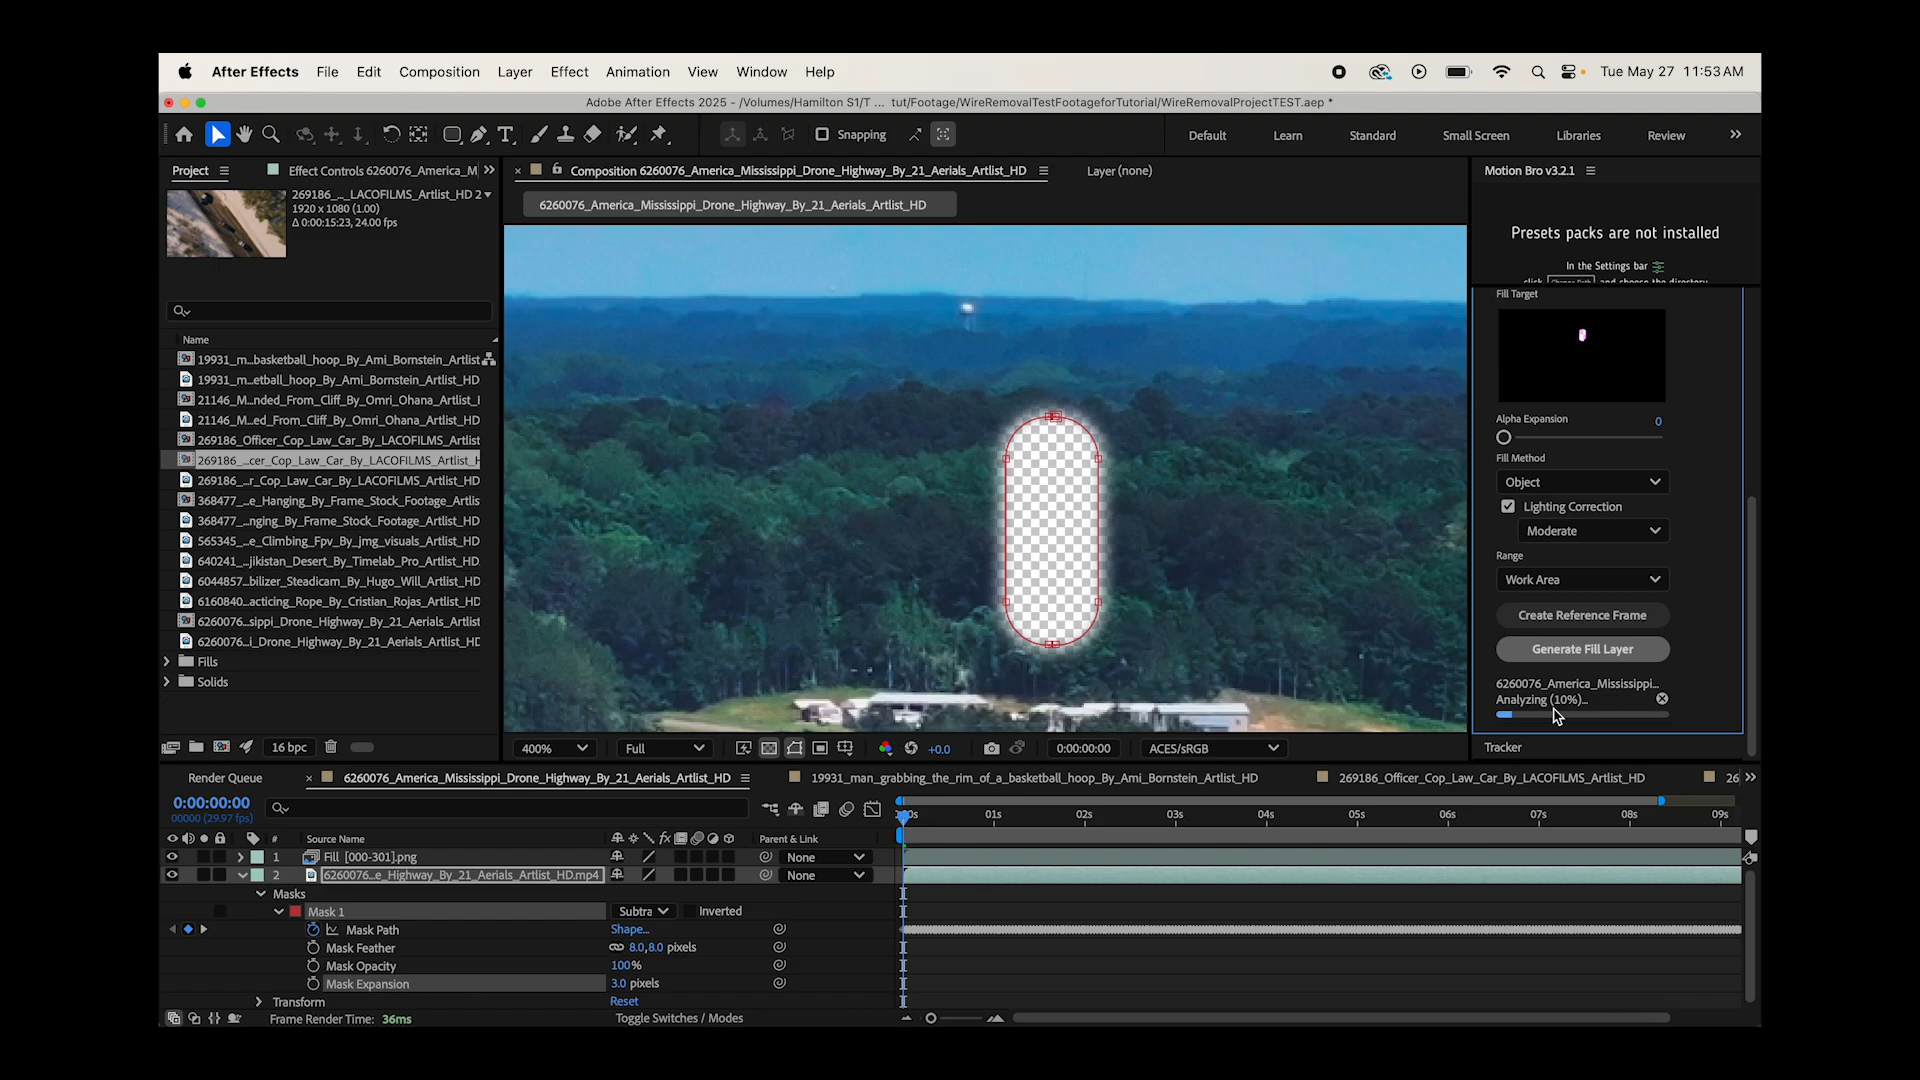 After Effects File Edit Composition Layer Effect Animation View Window Help Tue May 27 11:53 AM
Adobe After Effects 2025 - /Volumes/Hamilton S1/T ... tut/Footage/WireRemovalTestFootageforTutorial/WireRemovalProjectTEST.aep *
Snapping Default Learn Standard Small Screen Libraries Review
Project
Effect Controls 6260076_America_M
269186_..._LACOFILMS_Artlist_HD 2
1920 x 1080 (1.00)
Δ 0:00:15:23, 24.00 fps
Name
19931_m...basketball_hoop_By_Ami_Bornstein_Artlist
19931_m...etball_hoop_By_Ami_Bornstein_Artlist_HD
21146_M...nded_From_Cliff_By_Omri_Ohana_Artlist_
21146_M...ed_From_Cliff_By_Omri_Ohana_Artlist_HD
269186_Officer_Cop_Law_Car_By_LACOFILMS_Artlist
269186_...cer_Cop_Law_Car_By_LACOFILMS_Artlist_H
269186_...r_Cop_Law_Car_By_LACOFILMS_Artlist_HD
368477_...e_Hanging_By_Frame_Stock_Footage_Artlis
368477_...nging_By_Frame_Stock_Footage_Artlist_HD
565345_...e_Climbing_Fpv_By_jmg_visuals_Artlist_HD
640241_...jikistan_Desert_By_Timelab_Pro_Artlist_HD
6044857...bilizer_Steadicam_By_Hugo_Will_Artlist_HD
6160840...acticing_Rope_By_Cristian_Rojas_Artlist_HD
6260076...sippi_Drone_Highway_By_21_Aerials_Artlist
6260076...i_Drone_Highway_By_21_Aerials_Artlist_HD
Fills
Solids
16 bpc
Composition 6260076_America_Mississippi_Drone_Highway_By_21_Aerials_Artlist_HD
Layer (none)
6260076_America_Mississippi_Drone_Highway_By_21_Aerials_Artlist_HD
400% Full +0.0 0:00:00:00 ACES/sRGB
Motion Bro v3.2.1
Presets packs are not installed
In the Settings bar
click and choose the directory
Fill Target
Alpha Expansion 0
Fill Method
Object
Lighting Correction
Moderate
Range
Work Area
Create Reference Frame
Generate Fill Layer
6260076_America_Mississippi...
Analyzing (10%)...
Tracker
Render Queue 6260076_America_Mississippi_Drone_Highway_By_21_Aerials_Artlist_HD 19931_man_grabbing_the_rim_of_a_basketball_hoop_By_Ami_Bornstein_Artlist_HD 269186_Officer_Cop_Law_Car_By_LACOFILMS_Artlist_HD 26
0:00:00:00
00000 (29.97 fps)
01s 02s 03s 04s 05s 06s 07s 08s 09s
# Source Name Parent & Link
1 Fill [000-301].png None
2 6260076...e_Highway_By_21_Aerials_Artlist_HD.mp4 None
Masks
Mask 1 Subtra Inverted
Mask Path Shape...
Mask Feather 8.0,8.0 pixels
Mask Opacity 100%
Mask Expansion 3.0 pixels
Transform Reset
Frame Render Time: 36ms Toggle Switches / Modes